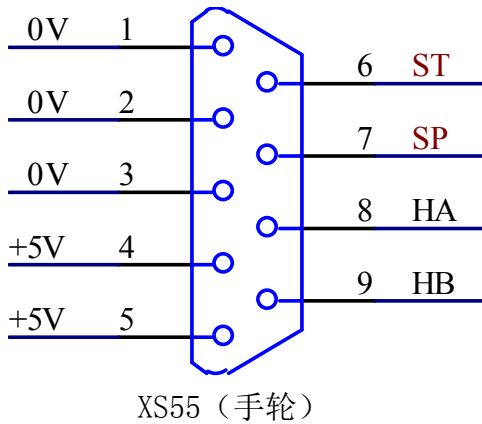 0V 1
6 ST
0V 2
7 SP
0V 3
8 HA
+5V 4
9 HB
+5V 5
XS55（手轮）